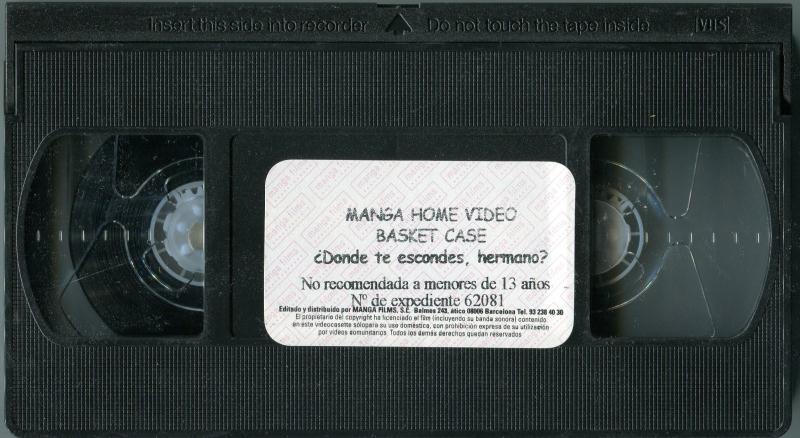 Insert this side into recorder Do not touch the tape inside VHS
MANGA HOME VIDEO
BASKET CASE
¿Donde te escondes, hermano?
No recomendada a menores de 13 años
Nº de expediente 62081
Editado y distribuido por MANGA FILMS, S.L. Balmes 243, ático 08006 Barcelona Tel. 93 238 40 30
El propietario del copyright ha licenciado el film (incluyendo su banda sonora) contenido
en este videocasette sólopara su uso doméstico, con prohibición expresa de su utilización
por videos comunitarios. Todos los demás derechos quedan reservados